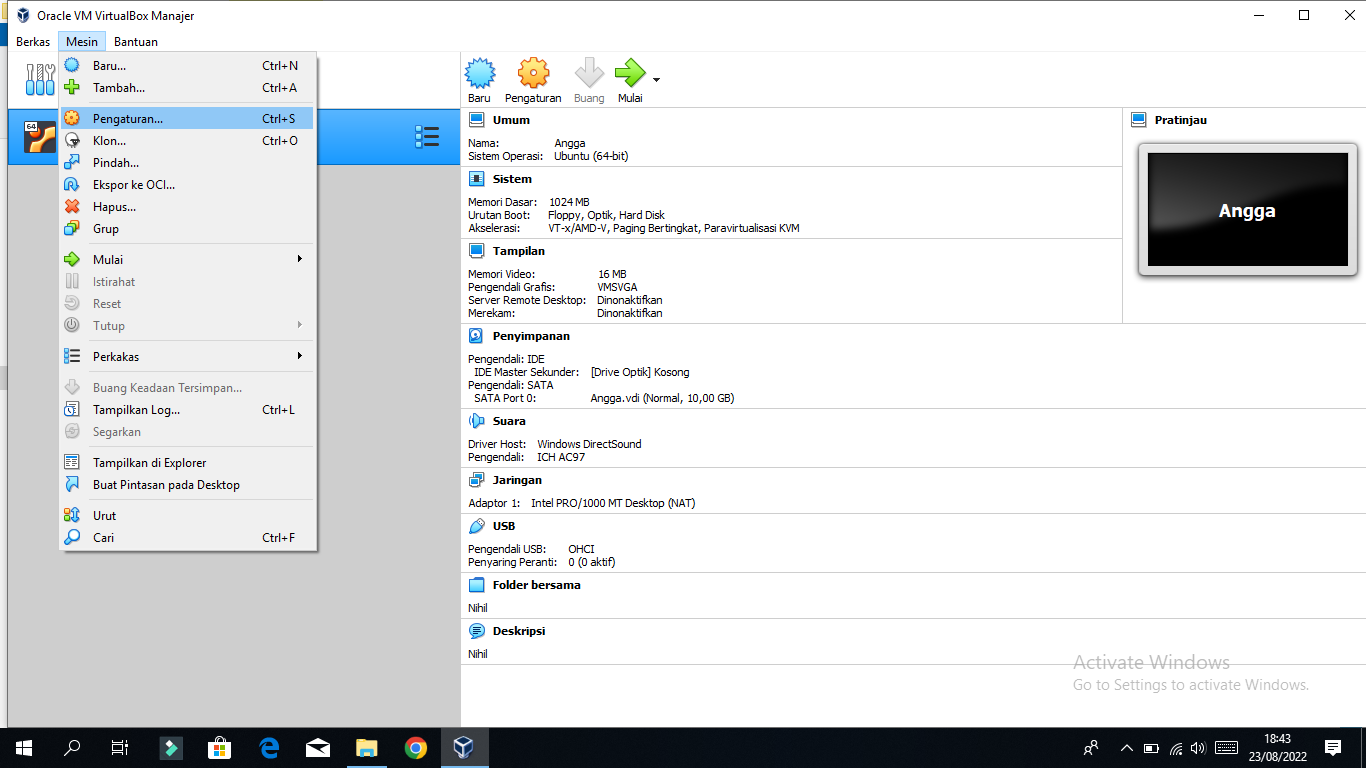 Oracle VM VirtualBox Manajer
Berkas Mesin Bantuan
Baru... Ctrl+N
Tambah... Ctrl+A
Pengaturan... Ctrl+S
Klon... Ctrl+O
Pindah...
Ekspor ke OCI...
Hapus...
Grup
Mulai
Istirahat
Reset
Tutup
Perkakas
Buang Keadaan Tersimpan...
Tampilkan Log... Ctrl+L
Segarkan
Tampilkan di Explorer
Buat Pintasan pada Desktop
Urut
Cari Ctrl+F
64
Baru Pengaturan Buang Mulai
Umum
Nama: Angga
Sistem Operasi: Ubuntu (64-bit)
Sistem
Memori Dasar: 1024 MB
Urutan Boot: Floppy, Optik, Hard Disk
Akselerasi: VT-x/AMD-V, Paging Bertingkat, Paravirtualisasi KVM
Tampilan
Memori Video: 16 MB
Pengendali Grafis: VMSVGA
Server Remote Desktop: Dinonaktifkan
Merekam: Dinonaktifkan
Penyimpanan
Pengendali: IDE
IDE Master Sekunder: [Drive Optik] Kosong
Pengendali: SATA
SATA Port 0: Angga.vdi (Normal, 10,00 GB)
Suara
Driver Host: Windows DirectSound
Pengendali: ICH AC97
Jaringan
Adaptor 1: Intel PRO/1000 MT Desktop (NAT)
USB
Pengendali USB: OHCI
Penyaring Peranti: 0 (0 aktif)
Folder bersama
Nihil
Deskripsi
Nihil
Pratinjau
Angga
Activate Windows
Go to Settings to activate Windows.
18:43
23/08/2022